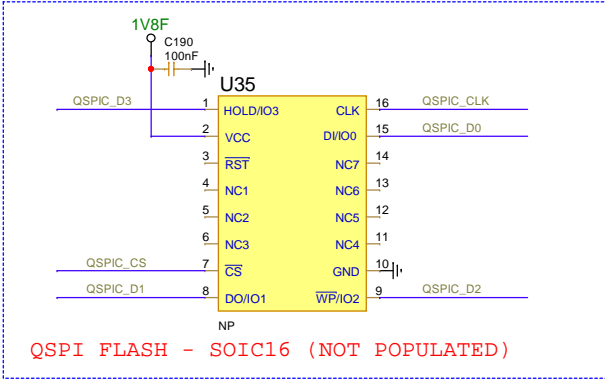 1V8F
C190
100nF
U35
QSPIC_D3 1 HOLD/IO3 CLK 16 QSPIC_CLK
2 VCC DI/IO0 15 QSPIC_D0
3 RST NC7 14
4 NC1 NC6 13
5 NC2 NC5 12
6 NC3 NC4 11
QSPIC_CS 7 CS GND 10
QSPIC_D1 8 DO/IO1 WP/IO2 9 QSPIC_D2
NP
QSPI FLASH - SOIC16 (NOT POPULATED)